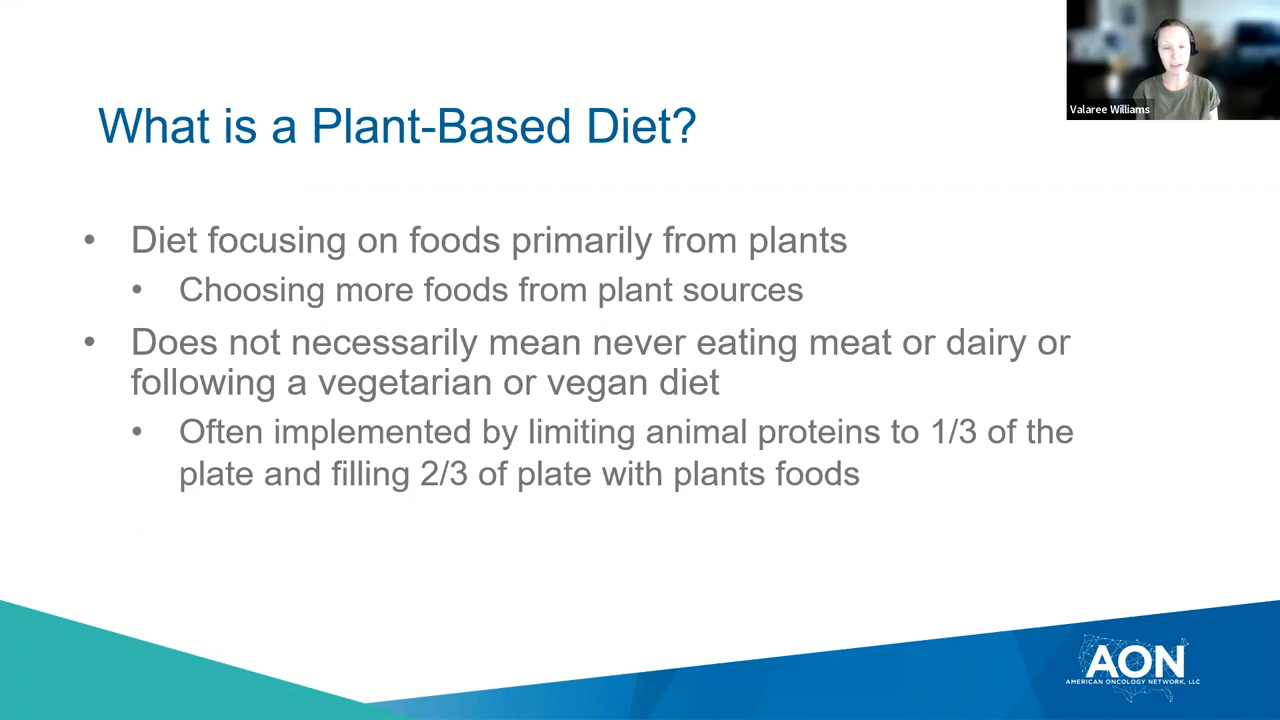 Valaree Williams
What is a Plant-Based Diet?
• Diet focusing on foods primarily from plants
• Choosing more foods from plant sources
• Does not necessarily mean never eating meat or dairy or
following a vegetarian or vegan diet
• Often implemented by limiting animal proteins to 1/3 of the
plate and filling 2/3 of plate with plants foods
AON
AMERICAN ONCOLOGY NETWORK, LLC